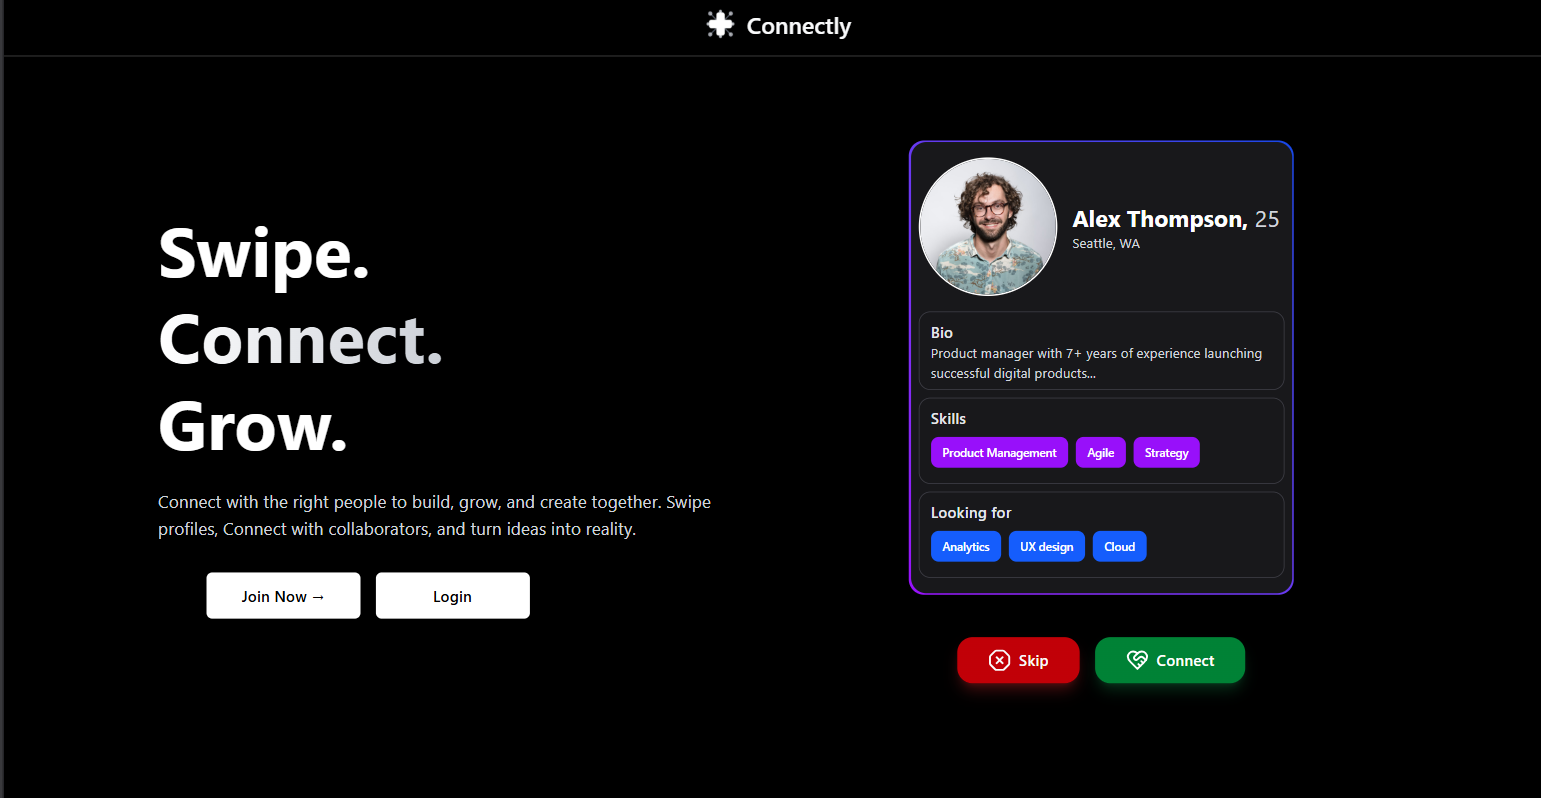 Connectly
Swipe.
Connect.
Grow.
Connect with the right people to build, grow, and create together. Swipe
profiles, Connect with collaborators, and turn ideas into reality.
Join Now →
Login
Alex Thompson, 25
Seattle, WA
Bio
Product manager with 7+ years of experience launching
successful digital products...
Skills
Product Management Agile Strategy
Looking for
Analytics UX design Cloud
Skip
Connect